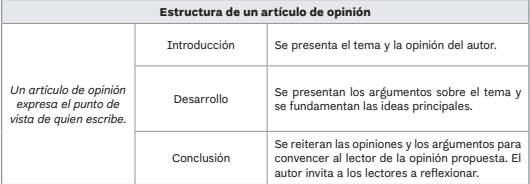 Estructura de un artículo de opinión
Un artículo de opinión
expresa el punto de
vista de quien escribe.
Introducción
Se presenta el tema y la opinión del autor.
Desarrollo
Se presentan los argumentos sobre el tema y
se fundamentan las ideas principales.
Conclusión
Se reiteran las opiniones y los argumentos para
convencer al lector de la opinión propuesta. El
autor invita a los lectores a reflexionar.